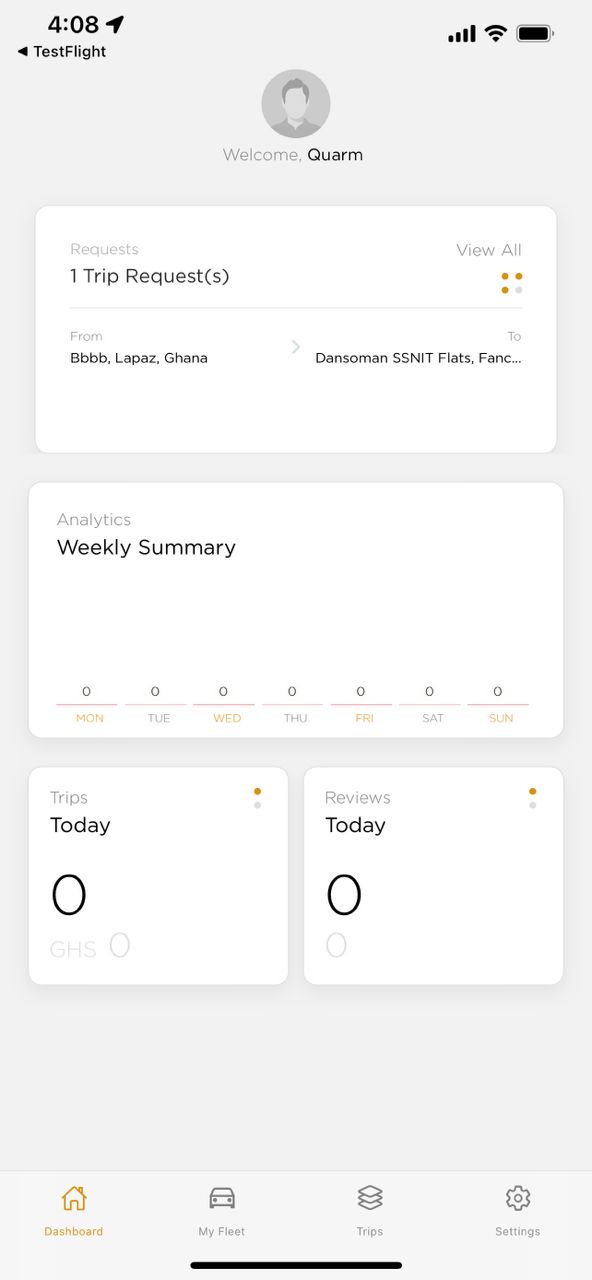 4:08
◀ TestFlight
Welcome, Quarm
Requests
View All
1 Trip Request(s)
From
To
Bbbb, Lapaz, Ghana
Dansoman SSNIT Flats, Fanc...
Analytics
Weekly Summary
0 0 0 0 0 0 0
MON TUE WED THU FRI SAT SUN
Trips
Today
0
GHS 0
Reviews
Today
0
0
Dashboard
My Fleet
Trips
Settings